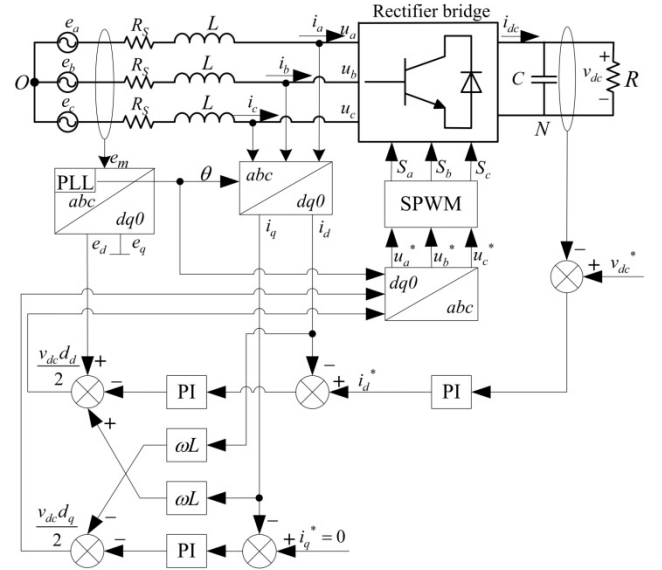 Rectifier bridge
e_a R_S L i_a u_a i_dc
e_b R_S L i_b u_b
O
e_c R_S L i_c u_c
+ v_dc − C R
N
e_m
S_a S_b S_c
PLL
abc
dq0
θ
abc
dq0
SPWM
e_d e_q
i_q i_d
u_a^* u_b^* u_c^*
dq0
abc
−
+ v_dc^*
v_dc d_d / 2
+
−
+
PI
−
+ i_d^*
PI
ωL
ωL
v_dc d_q / 2
−
−
PI
−
+ i_q^* = 0